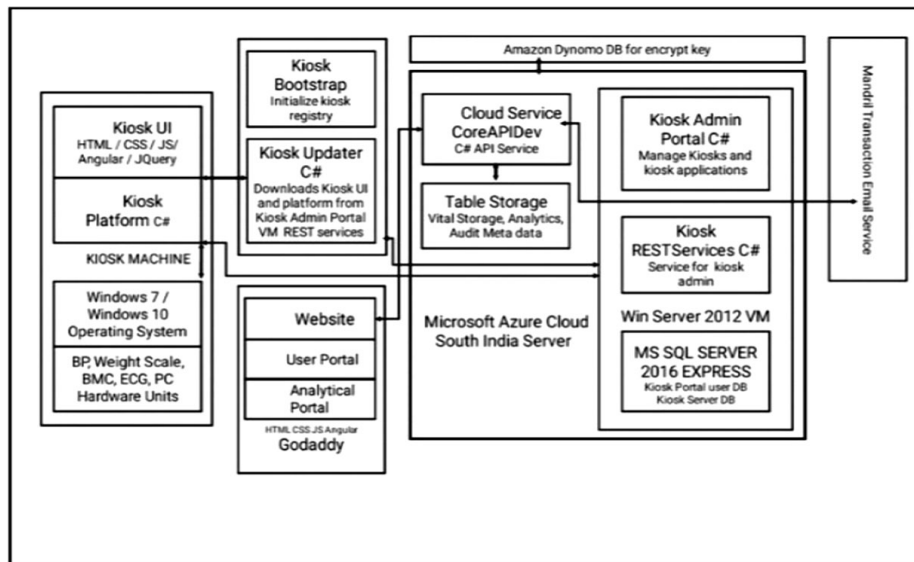 Amazon Dynomo DB for encrypt key
Mandril Transaction Email Service
Kiosk
Bootstrap
Initialize kiosk
registry
Kiosk UI
HTML / CSS / JS/
Angular / JQuery
Kiosk
Platform C#
KIOSK MACHINE
Windows 7 /
Windows 10
Operating System
BP, Weight Scale,
BMC, ECG, PC
Hardware Units
Kiosk Updater
C#
Downloads Kiosk UI
and platform from
Kiosk Admin Portal
VM REST services
Website
User Portal
Analytical
Portal
HTML CSS JS Angular
Godaddy
Cloud Service
CoreAPIDev
C# API Service
Table Storage
Vital Storage, Analytics,
Audit Meta data
Microsoft Azure Cloud
South India Server
Kiosk Admin
Portal C#
Manage Kiosks and
kiosk applications
Kiosk
RESTServices C#
Service for kiosk
admin
Win Server 2012 VM
MS SQL SERVER
2016 EXPRESS
Kiosk Portal user DB
Kiosk Server DB